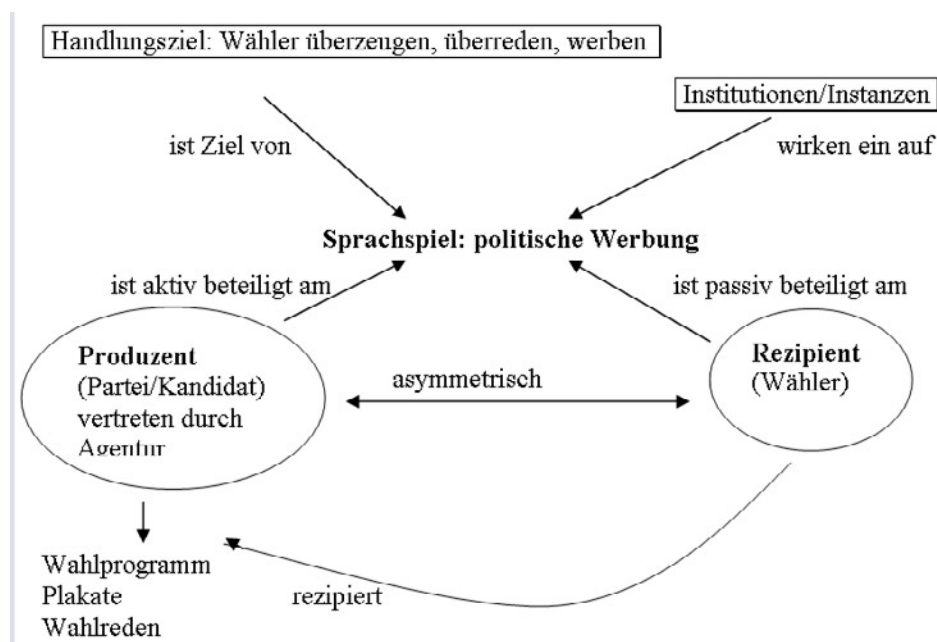 Handlungsziel: Wähler überzeugen, überreden, werben
Institutionen/Instanzen
ist Ziel von
wirken ein auf
Sprachspiel: politische Werbung
ist aktiv beteiligt am
ist passiv beteiligt am
Produzent
(Partei/Kandidat)
vertreten durch
Agentur
asymmetrisch
Rezipient
(Wähler)
Wahlprogramm
Plakate
Wahlreden
rezipiert